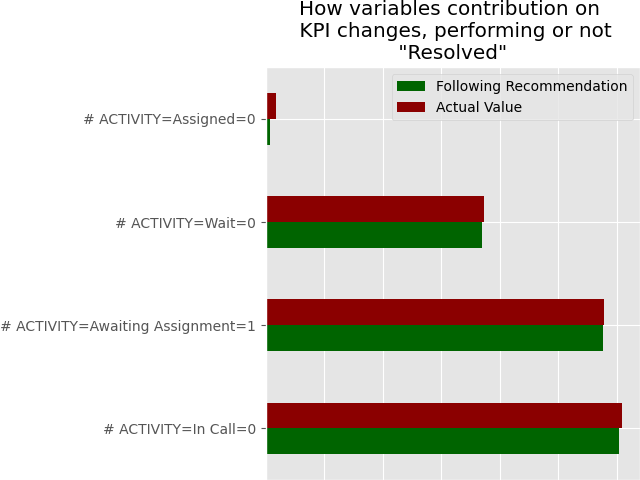 How variables contribution on
KPI changes, performing or not
"Resolved"
Following Recommendation
Actual Value
# ACTIVITY=Assigned=0
# ACTIVITY=Wait=0
# ACTIVITY=Awaiting Assignment=1
# ACTIVITY=In Call=0